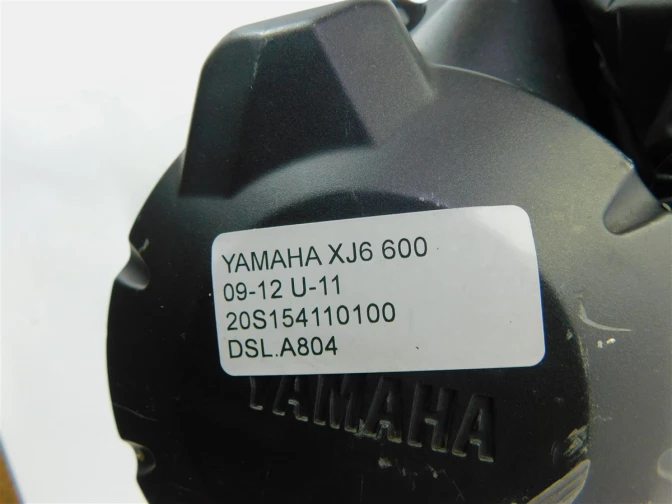 YAMAHA XJ6 600
09-12 U-11
20S154110100
DSL.A804
YAMAHA